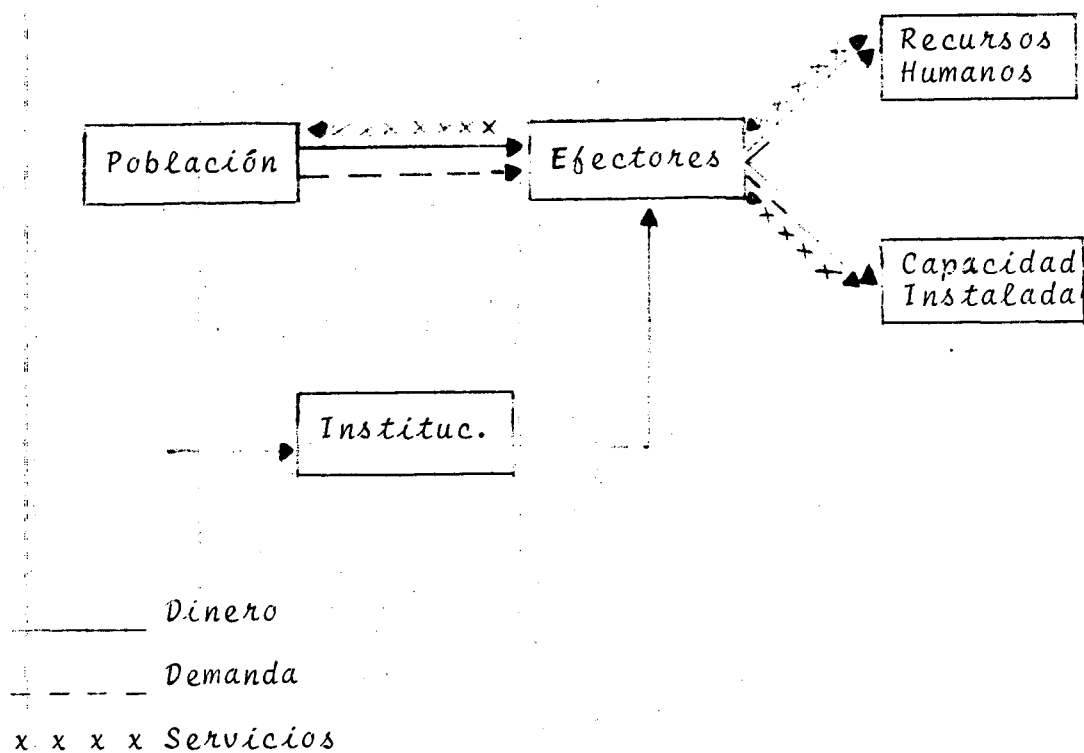 Recursos
Humanos
Población
Efectores
Capacidad
Instalada
Instituc.
Dinero
Demanda
x x x x Servicios